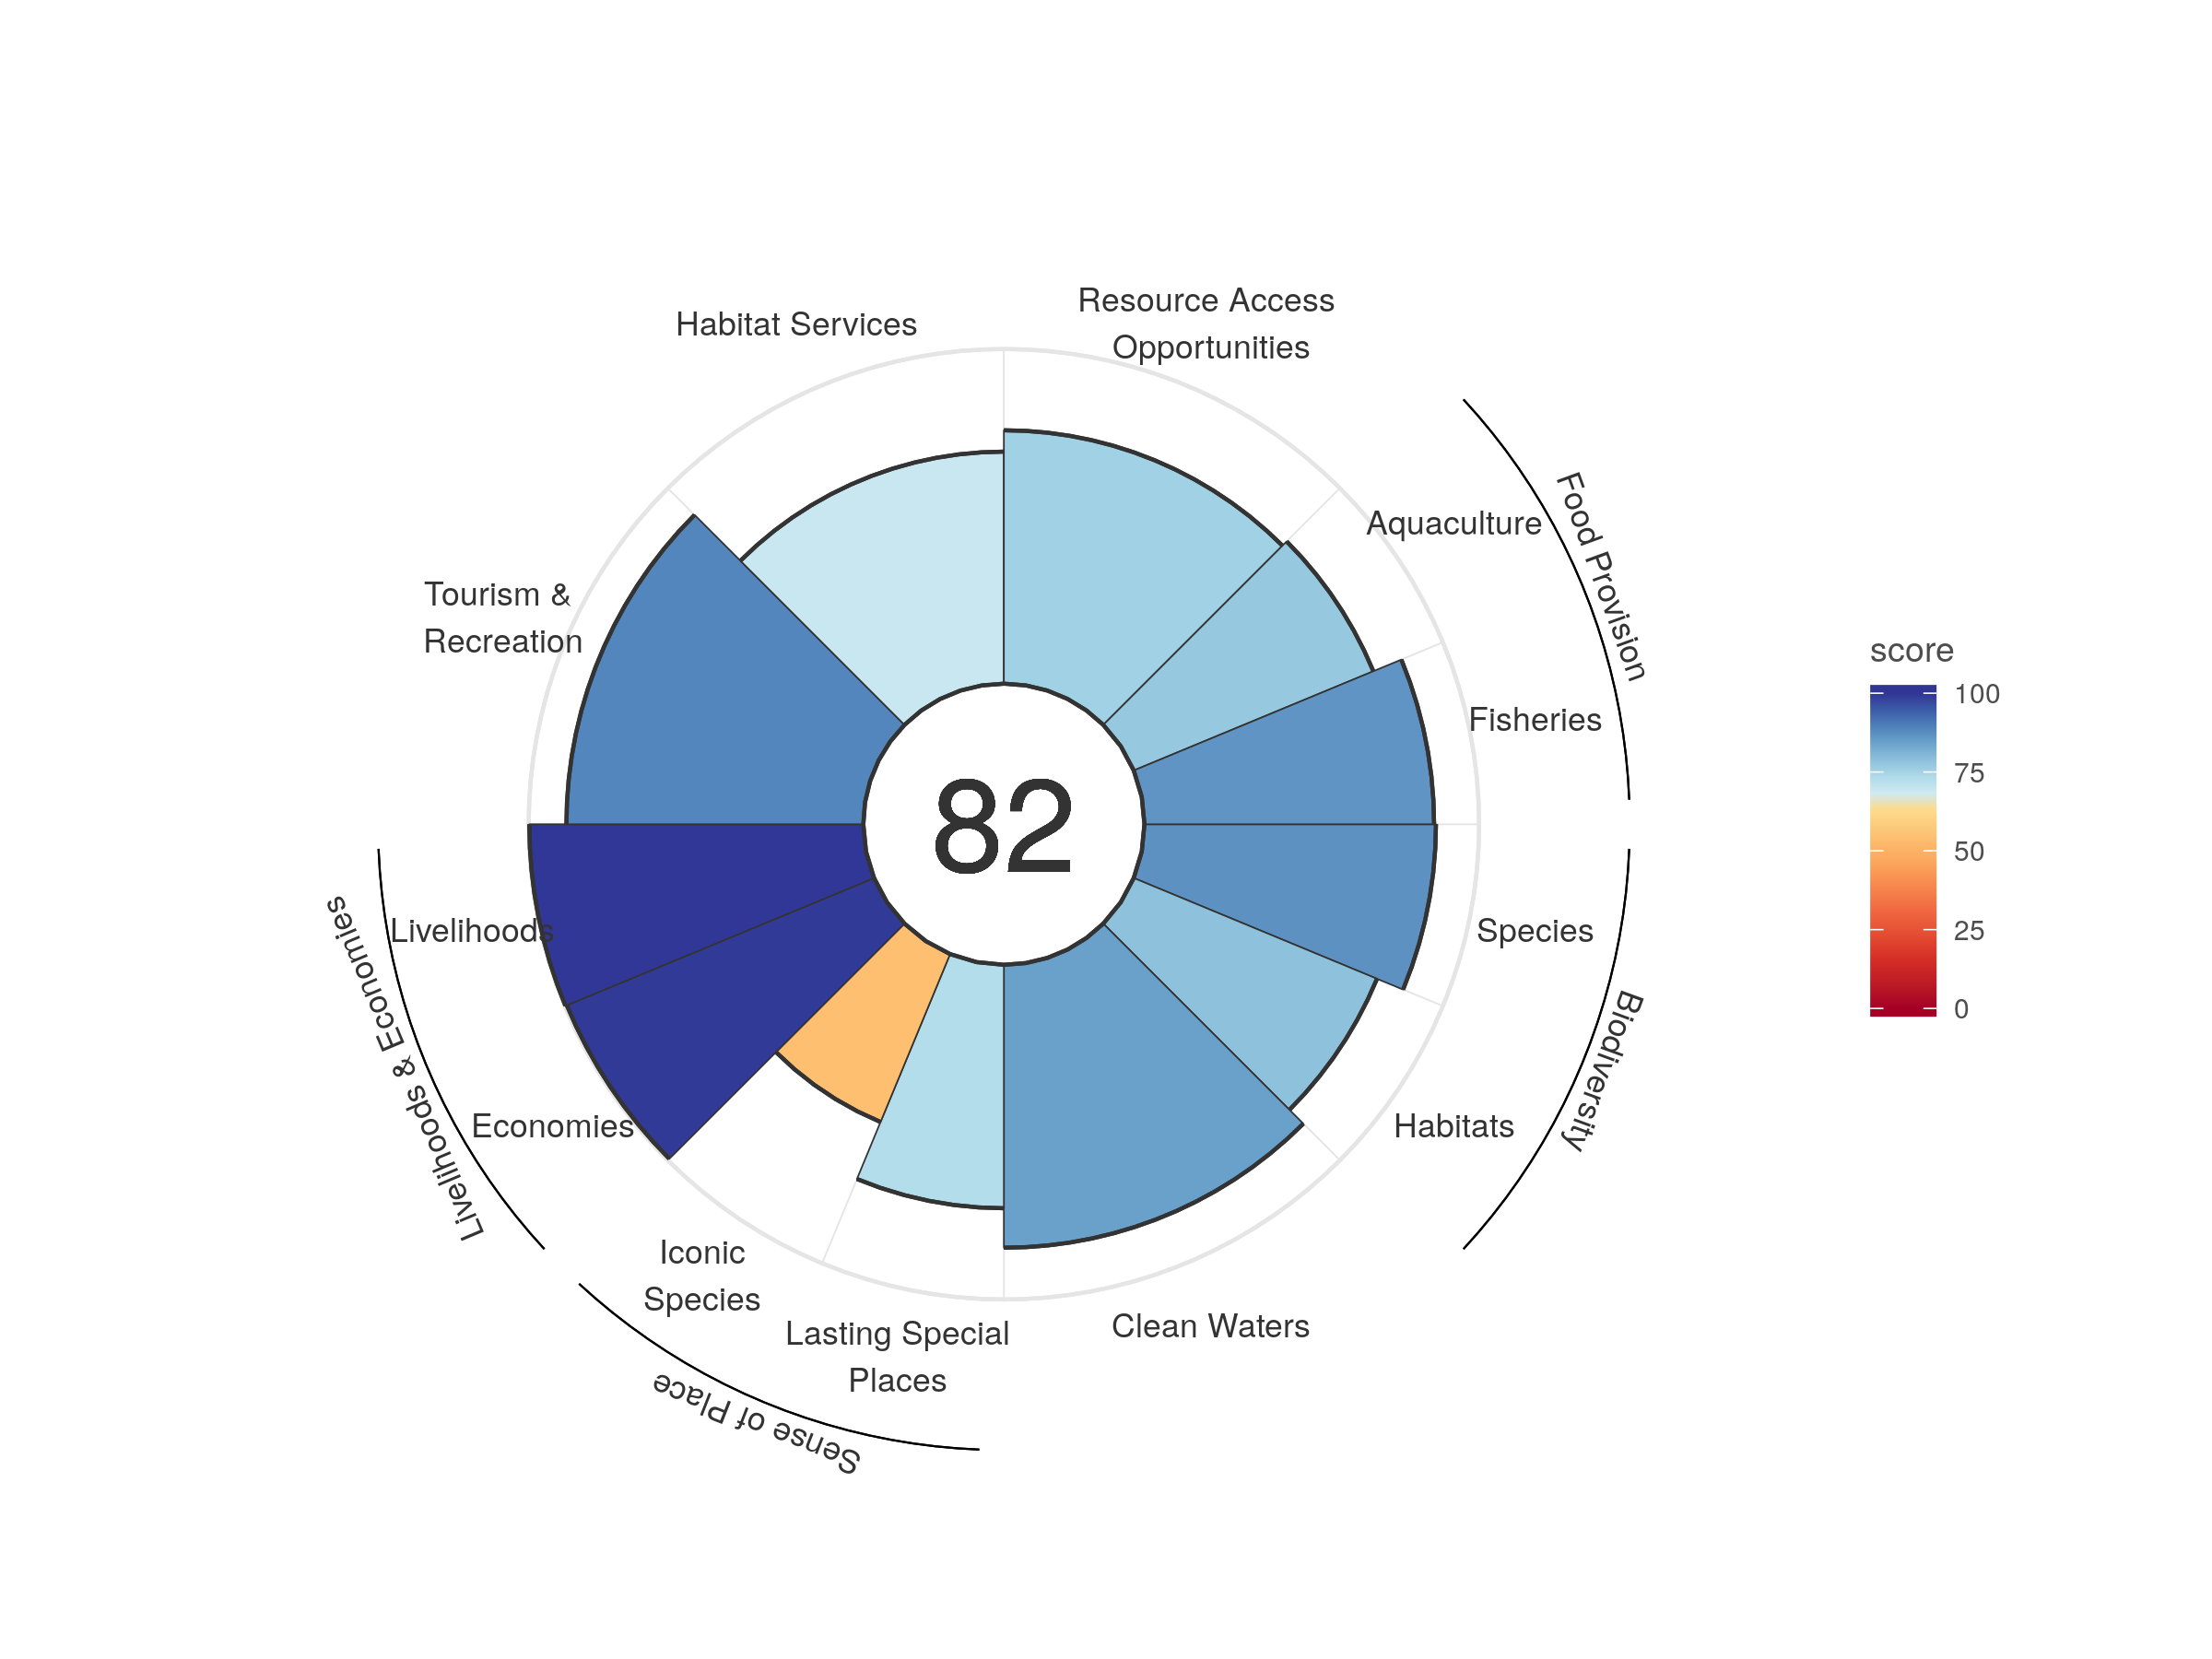 Resource Access
Opportunities
Habitat Services
Aquaculture
Food Provision
Tourism &
Recreation
Fisheries
score
100
75
50
25
0
82
Livelihoods
Species
Livelihoods & Economies
Biodiversity
Economies
Habitats
Iconic
Species
Lasting Special
Places
Clean Waters
Sense of Place